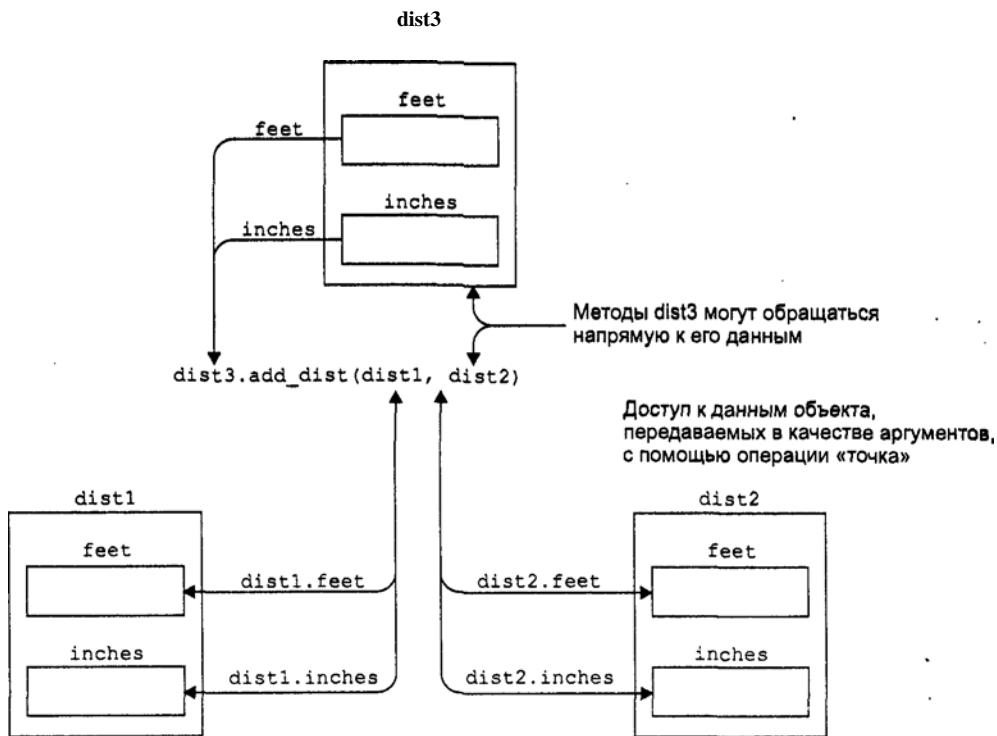 dist3
feet
feet
inches
inches
Методы dist3 могут обращаться
напрямую к его данным
dist3.add_dist(dist1, dist2)
Доступ к данным объекта,
передаваемых в качестве аргументов,
с помощью операции «точка»
dist1
dist2
feet
feet
dist1.feet
dist2.feet
inches
inches
dist1.inches
dist2.inches